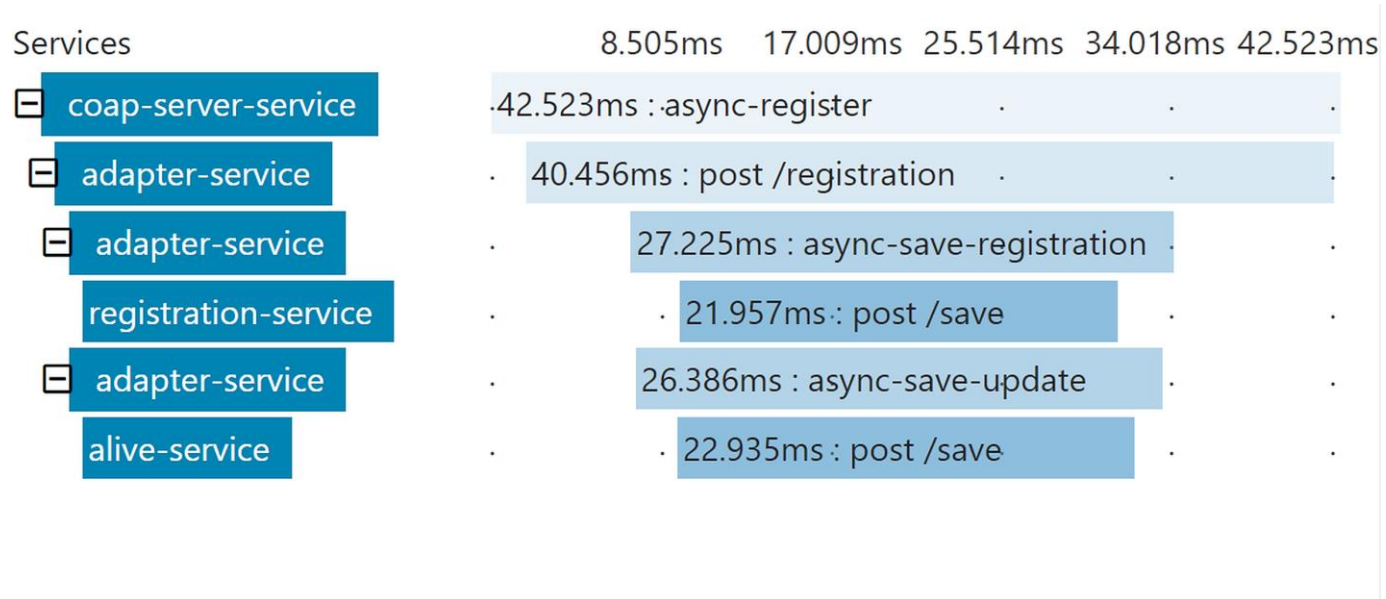 Services 8.505ms 17.009ms 25.514ms 34.018ms 42.523ms
coap-server-service 42.523ms : async-register
adapter-service 40.456ms : post /registration
adapter-service 27.225ms : async-save-registration
registration-service 21.957ms : post /save
adapter-service 26.386ms : async-save-update
alive-service 22.935ms : post /save